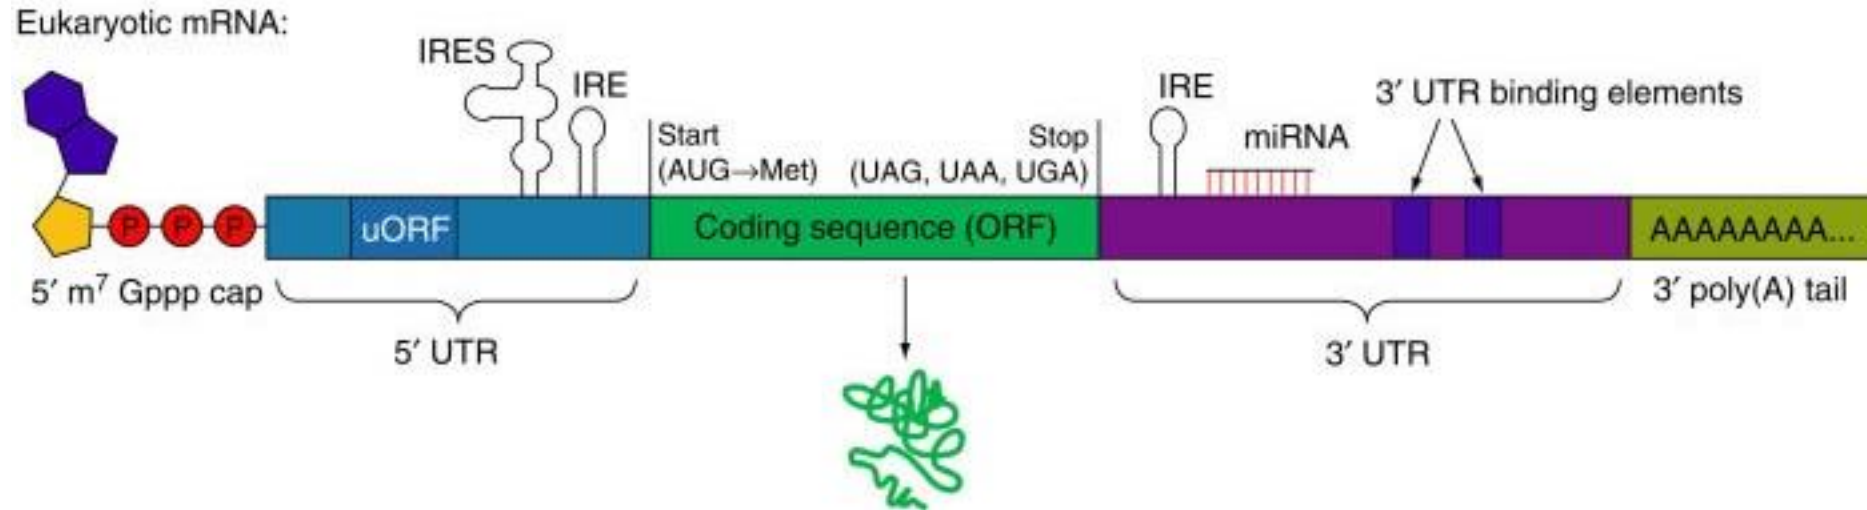 Eukaryotic mRNA:
IRES
IRE
IRE
3′ UTR binding elements
Start
(AUG→Met)
Stop
(UAG, UAA, UGA)
miRNA
P P P
uORF
Coding sequence (ORF)
AAAAAAAA...
5′ m⁷ Gppp cap
3′ poly(A) tail
5′ UTR
3′ UTR